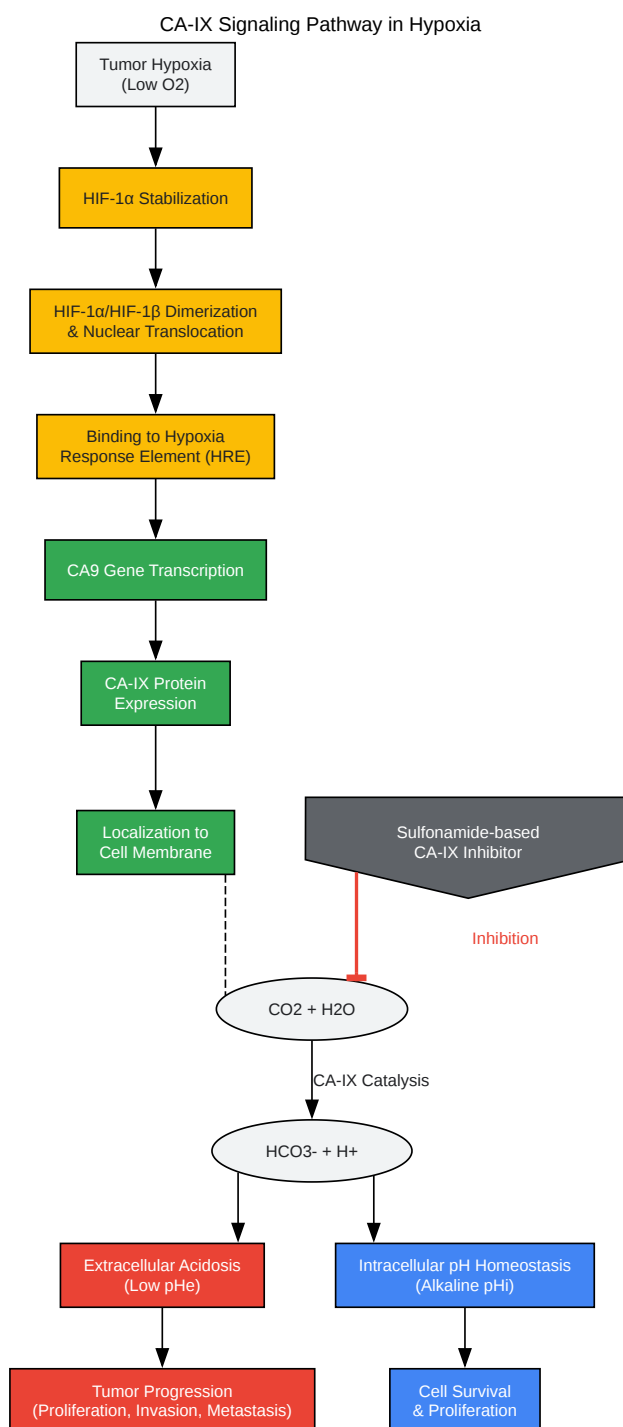 CA-IX Signaling Pathway in Hypoxia
Tumor Hypoxia
(Low O2)
HIF-1α Stabilization
HIF-1α/HIF-1β Dimerization
& Nuclear Translocation
Binding to Hypoxia
Response Element (HRE)
CA9 Gene Transcription
CA-IX Protein
Expression
Localization to
Cell Membrane
Sulfonamide-based
CA-IX Inhibitor
Inhibition
CO2 + H2O
CA-IX Catalysis
HCO3- + H+
Extracellular Acidosis
(Low pHe)
Intracellular pH Homeostasis
(Alkaline pHi)
Tumor Progression
(Proliferation, Invasion, Metastasis)
Cell Survival
& Proliferation